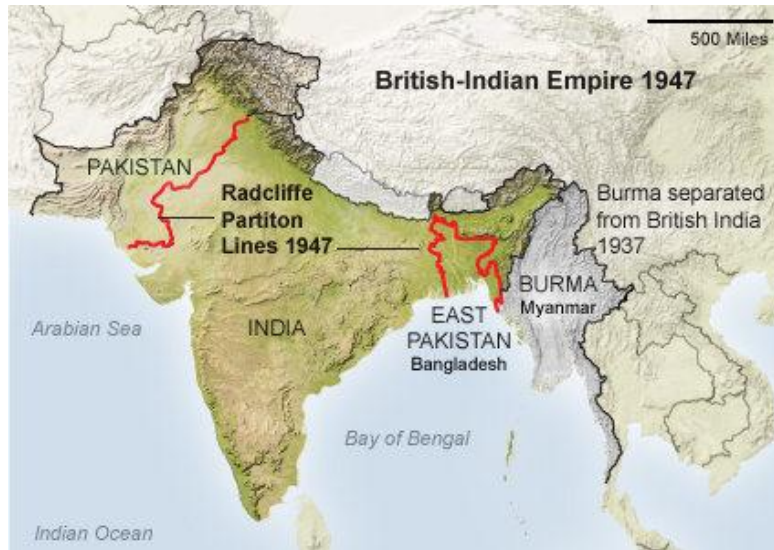 500 Miles
British-Indian Empire 1947
PAKISTAN
Radcliffe
Partiton
Lines 1947
Burma separated
from British India
1937
BURMA
Myanmar
EAST
PAKISTAN
Bangladesh
INDIA
Arabian Sea
Bay of Bengal
Indian Ocean